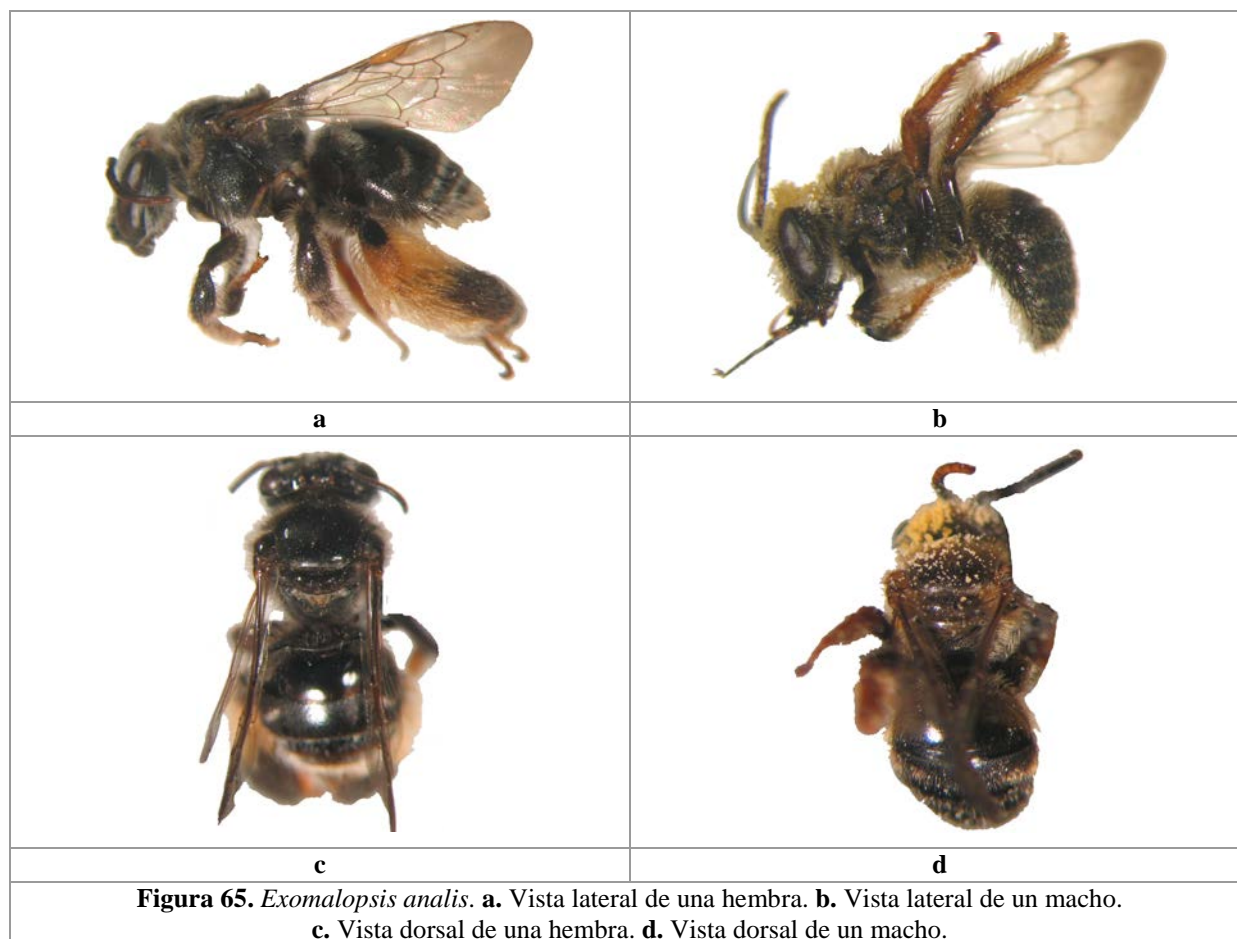 a
b
c
d
Figura 65. Exomalopsis analis. a. Vista lateral de una hembra. b. Vista lateral de un macho.
c. Vista dorsal de una hembra. d. Vista dorsal de un macho.